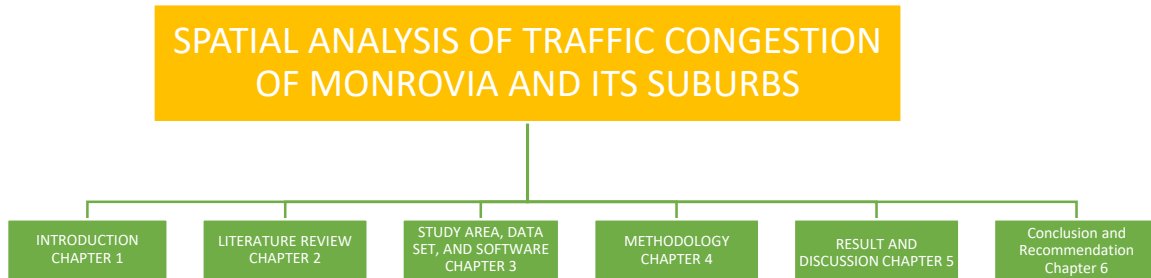 SPATIAL ANALYSIS OF TRAFFIC CONGESTION
OF MONROVIA AND ITS SUBURBS
INTRODUCTION
CHAPTER 1
LITERATURE REVIEW
CHAPTER 2
STUDY AREA, DATA
SET, AND SOFTWARE
CHAPTER 3
METHODOLOGY
CHAPTER 4
RESULT AND
DISCUSSION CHAPTER 5
Conclusion and
Recommendation
Chapter 6